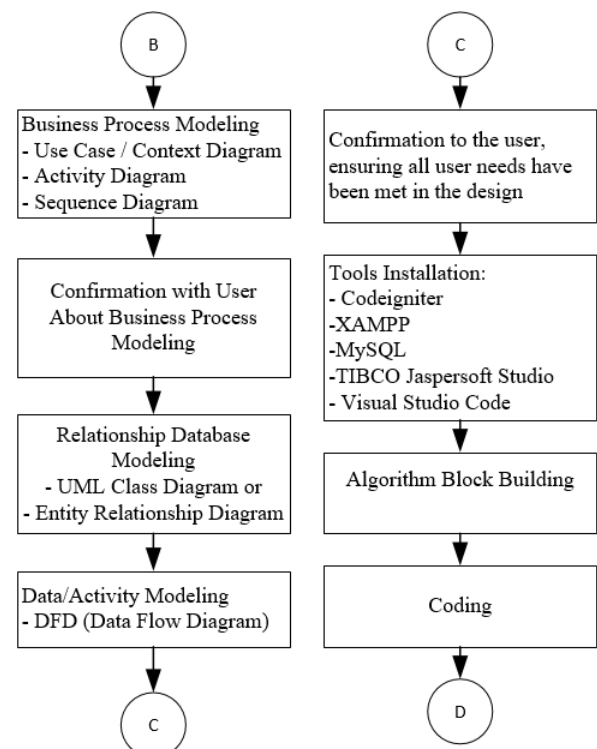 B
Business Process Modeling
- Use Case / Context Diagram
- Activity Diagram
- Sequence Diagram
Confirmation with User
About Business Process
Modeling
Relationship Database
Modeling
- UML Class Diagram or
- Entity Relationship Diagram
Data/Activity Modeling
- DFD (Data Flow Diagram)
C
C
Confirmation to the user,
ensuring all user needs have
been met in the design
Tools Installation:
- Codeigniter
-XAMPP
-MySQL
-TIBCO Jaspersoft Studio
- Visual Studio Code
Algorithm Block Building
Coding
D